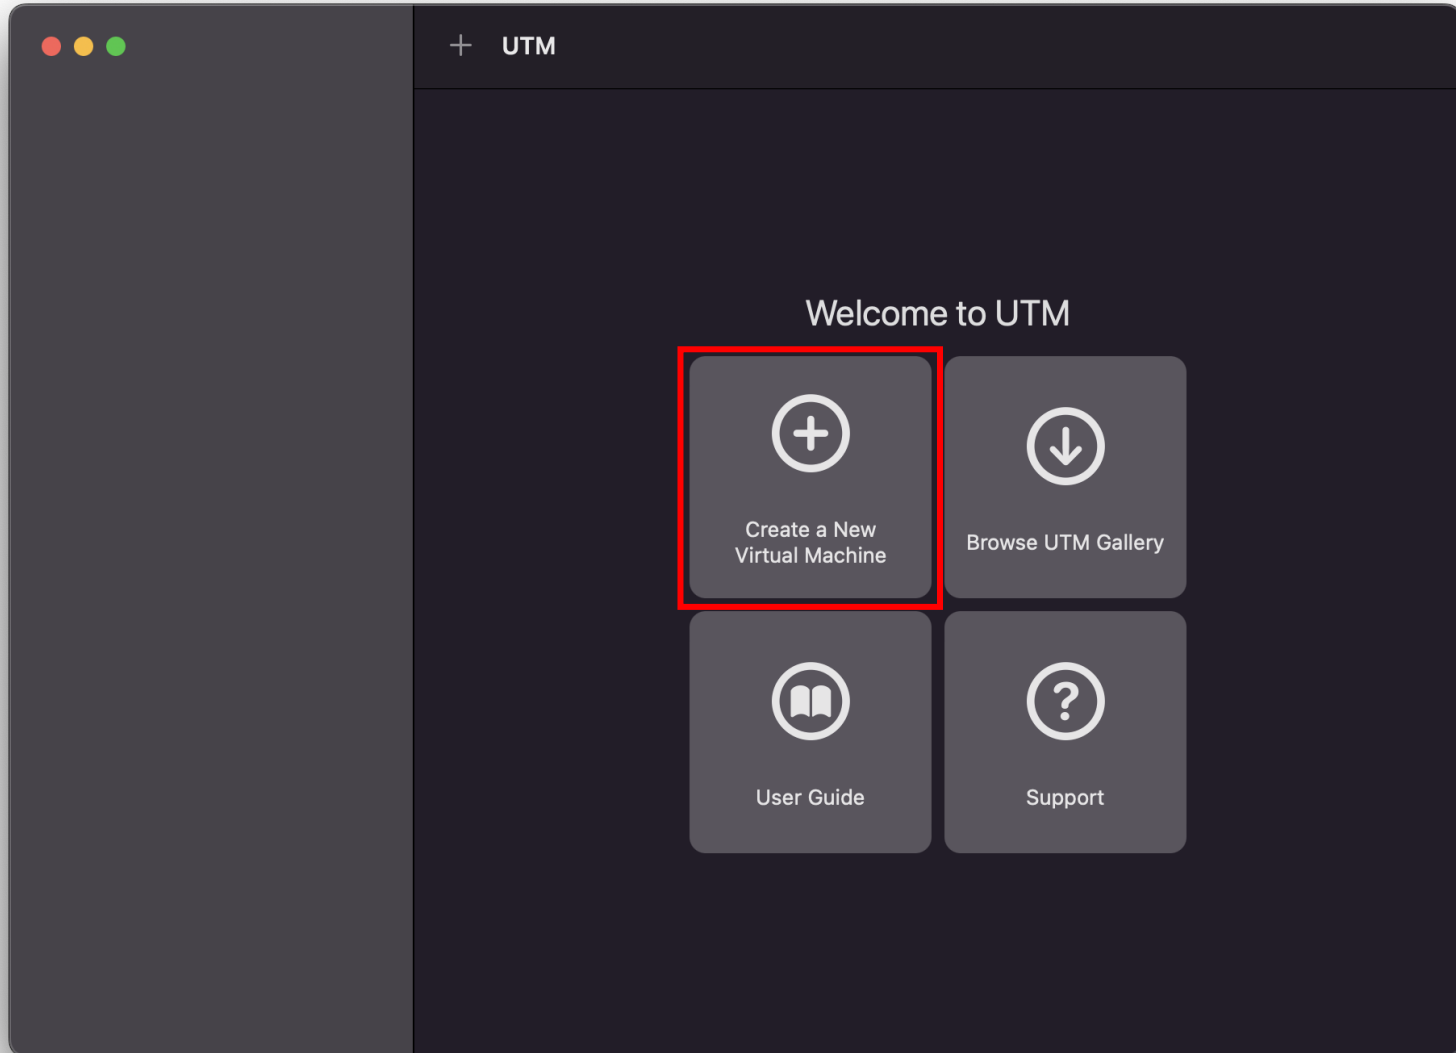 UTM
Welcome to UTM
Create a New
Virtual Machine
Browse UTM Gallery
User Guide
Support